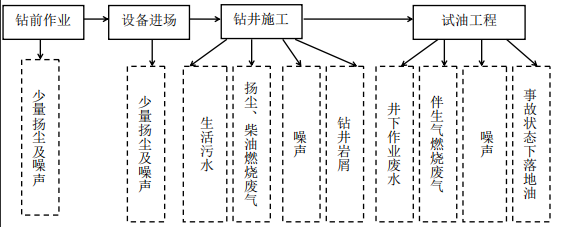 钻前作业
设备进场
钻井施工
试油工程
少量扬尘及噪声
少量扬尘及噪声
生活污水
扬尘、柴油燃烧废气
噪声
钻井岩屑
井下作业废水
伴生气燃烧废气
噪声
事故状态下落地油